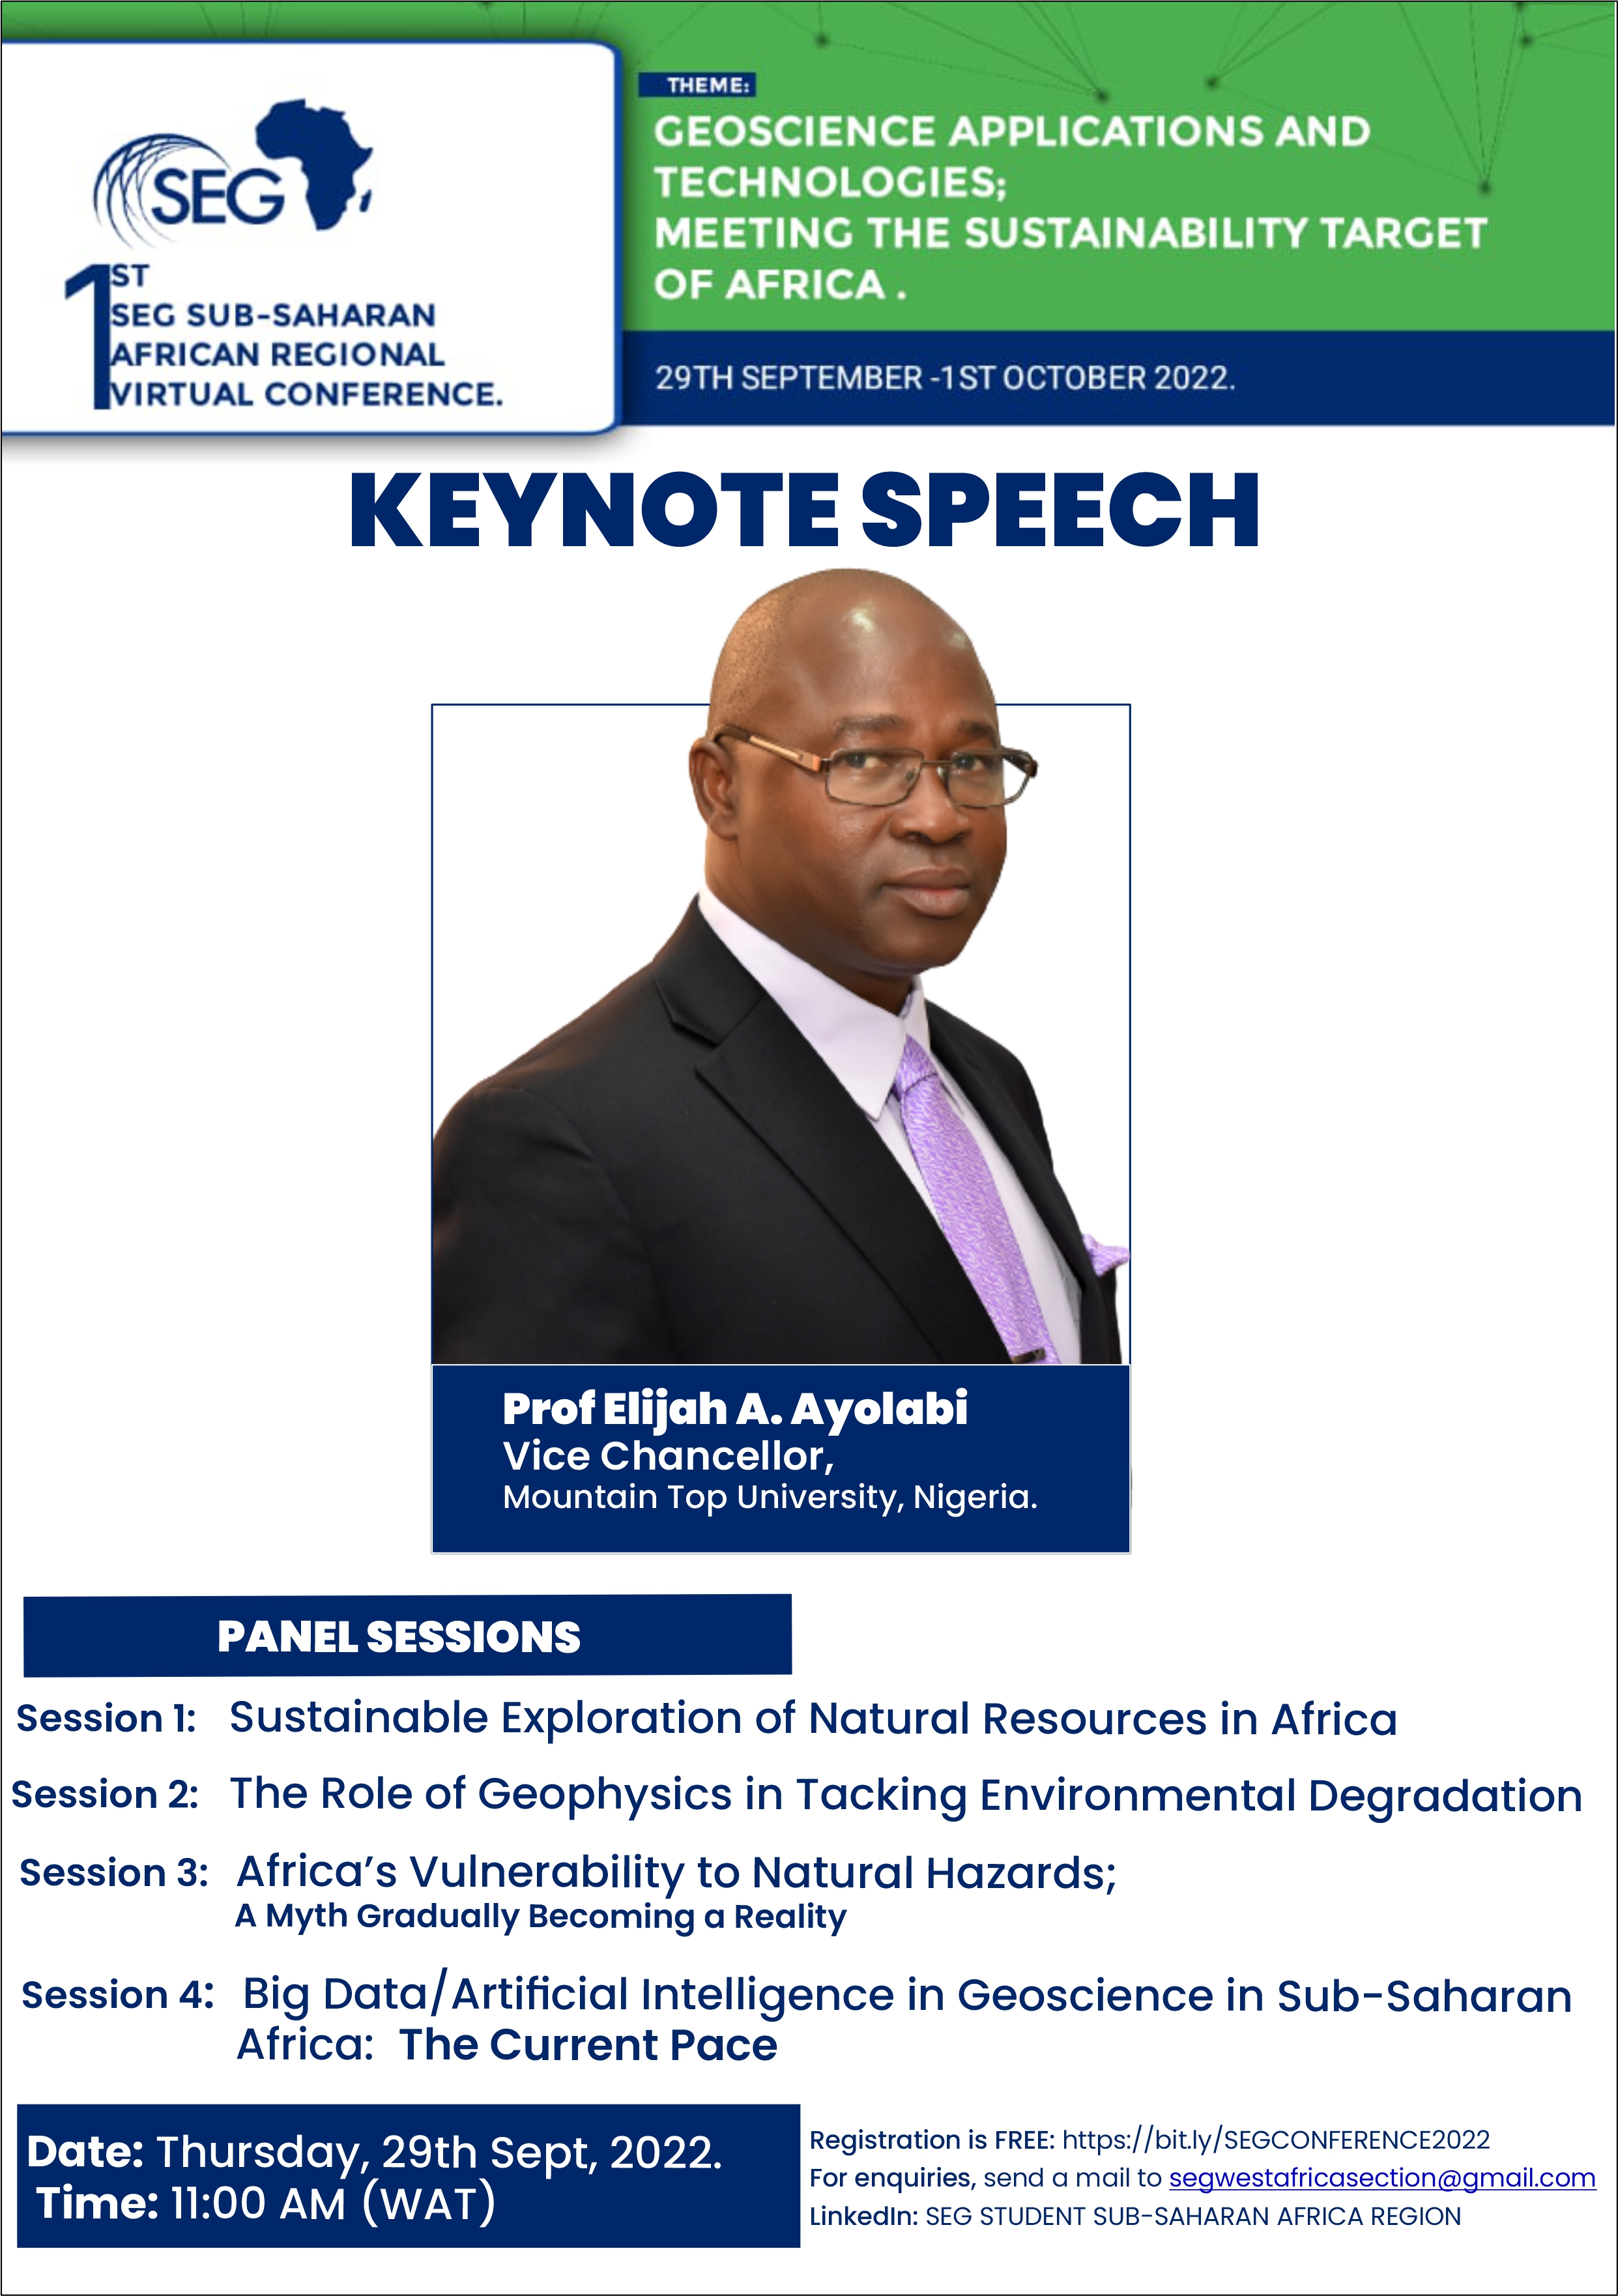 SEG
1ST
SEG SUB-SAHARAN
AFRICAN REGIONAL
VIRTUAL CONFERENCE.
THEME:
GEOSCIENCE APPLICATIONS AND
TECHNOLOGIES;
MEETING THE SUSTAINABILITY TARGET
OF AFRICA .
29TH SEPTEMBER -1ST OCTOBER 2022.
KEYNOTE SPEECH
Prof Elijah A. Ayolabi
Vice Chancellor,
Mountain Top University, Nigeria.
PANEL SESSIONS
Session 1: Sustainable Exploration of Natural Resources in Africa
Session 2: The Role of Geophysics in Tacking Environmental Degradation
Session 3: Africa’s Vulnerability to Natural Hazards;
A Myth Gradually Becoming a Reality
Session 4: Big Data/Artificial Intelligence in Geoscience in Sub-Saharan
Africa: The Current Pace
Date: Thursday, 29th Sept, 2022.
Time: 11:00 AM (WAT)
Registration is FREE: https://bit.ly/SEGCONFERENCE2022
For enquiries, send a mail to segwestafricasection@gmail.com
LinkedIn: SEG STUDENT SUB-SAHARAN AFRICA REGION